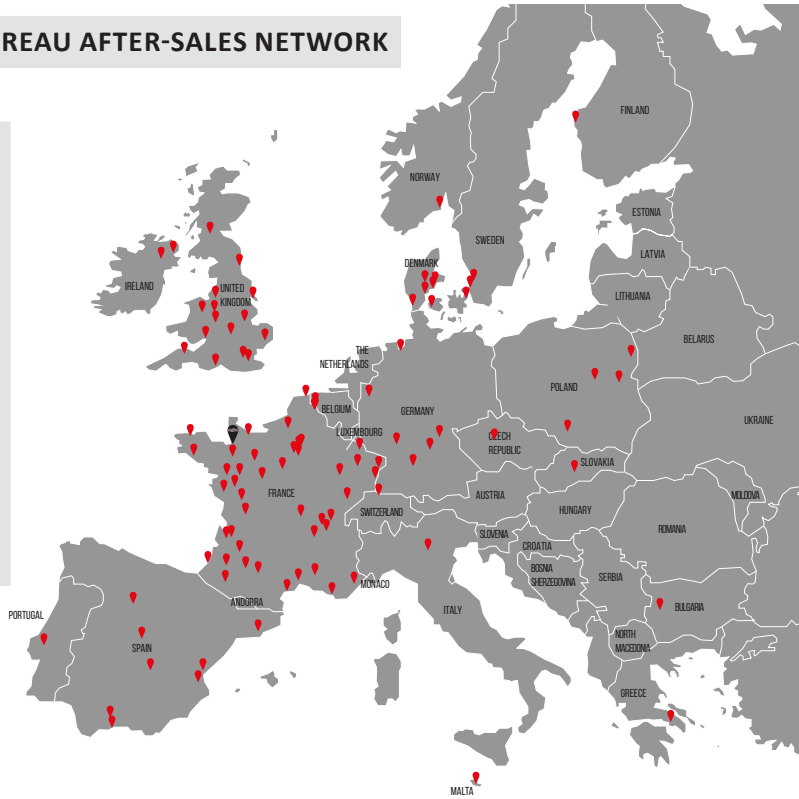 REAU AFTER-SALES NETWORK
FINLAND
NORWAY
ESTONIA
SWEDEN
LATVIA
DENMARK
IRELAND
UNITED
KINGDOM
LITHUANIA
BELARUS
THE
NETHERLANDS
POLAND
BELGIUM
GERMANY
UKRAINE
LUXEMBOURG
CZECH
REPUBLIC
SLOVAKIA
FRANCE
AUSTRIA
MOLDOVA
SWITZERLAND
HUNGARY
ROMANIA
SLOVENIA
CROATIA
BOSNIA
SHERZEGOVINA
SERBIA
MONACO
ANDORRA
PORTUGAL
ITALY
BULGARIA
SPAIN
NORTH
MACEDONIA
GREECE
MALTA